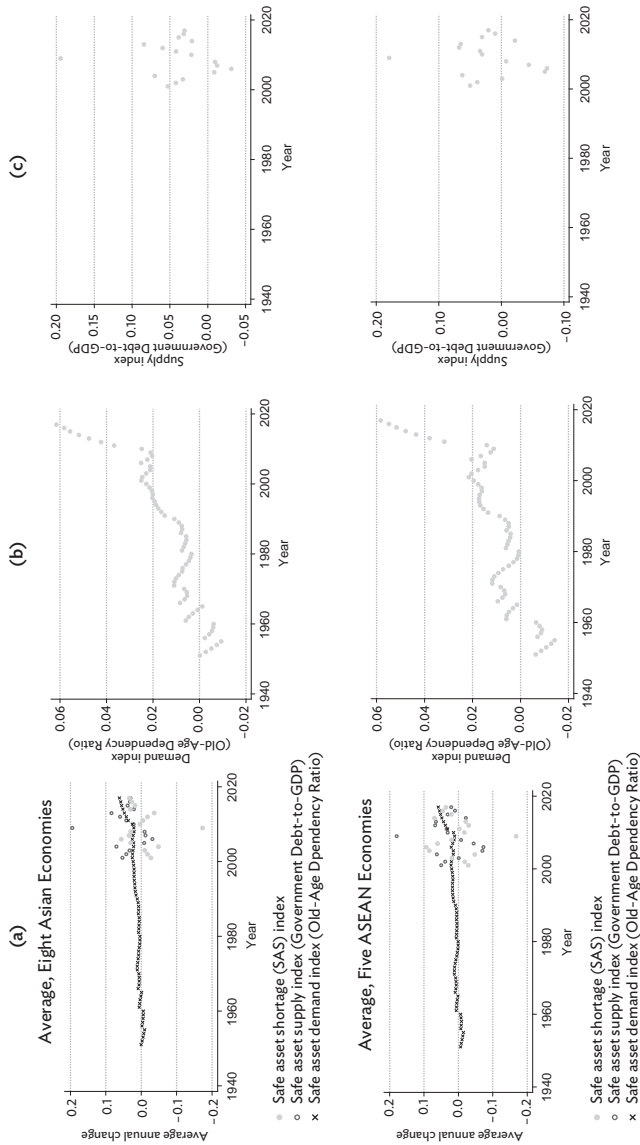 (a)
(b)
(c)
Average, Eight Asian Economies
0.2
0.1
0.0
-0.1
-0.2
Average annual change
1940
1960
1980
2000
2020
Year
Safe asset shortage (SAS) index
Safe asset supply index (Government Debt-to-GDP)
Safe asset demand index (Old-Age Dpendency Ratio)
0.06
0.04
0.02
0.00
-0.02
Demand index
(Old-Age Dependency Ratio)
1940
1960
1980
2000
2020
Year
0.20
0.15
0.10
0.05
0.00
-0.05
Supply index
(Government Debt-to-GDP)
1940
1960
1980
2000
2020
Year
Average, Five ASEAN Economies
0.2
0.1
0.0
-0.1
-0.2
Average annual change
1940
1960
1980
2000
2020
Year
Safe asset shortage (SAS) index
Safe asset supply index (Government Debt-to-GDP)
Safe asset demand index (Old-Age Dpendency Ratio)
0.06
0.04
0.02
0.00
-0.02
Demand index
(Old-Age Dependency Ratio)
1940
1960
1980
2000
2020
Year
0.20
0.10
0.00
-0.10
Supply index
(Government Debt-to-GDP)
1940
1960
1980
2000
2020
Year